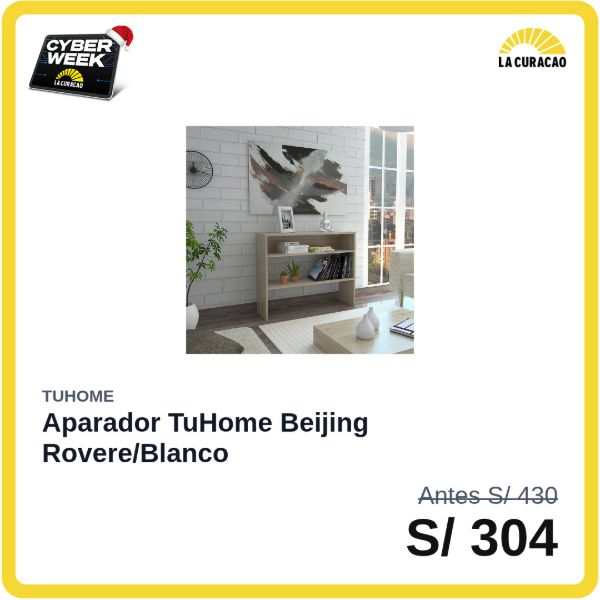 CYBER
WEEK
LA CURACAO
LA CURACAO
TUHOME
Aparador TuHome Beijing
Rovere/Blanco
Antes S/ 430
S/ 304